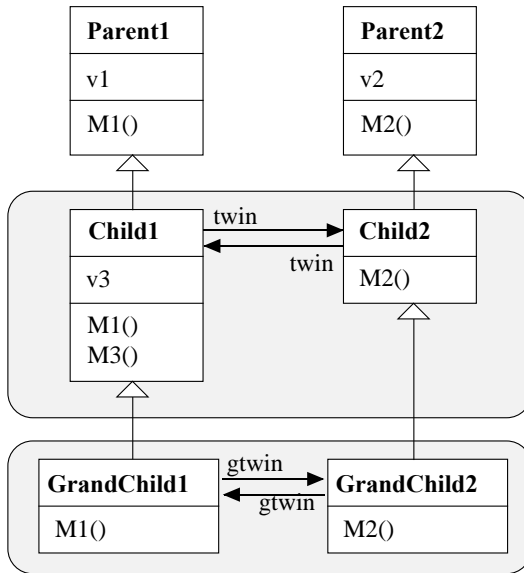 Parent1
v1
M1()
Parent2
v2
M2()
twin
twin
Child1
v3
M1()
M3()
Child2
M2()
gtwin
gtwin
GrandChild1
M1()
GrandChild2
M2()